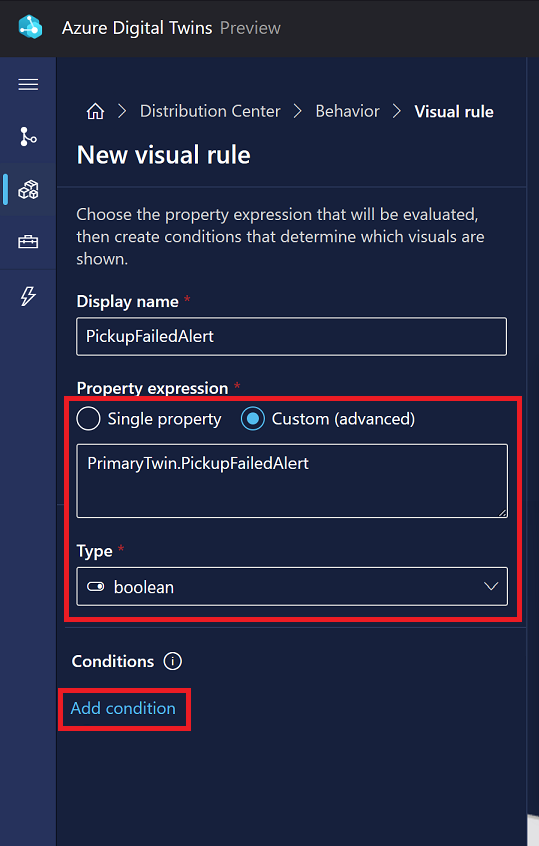 Azure Digital Twins Preview
Distribution Center > Behavior > Visual rule
New visual rule
Choose the property expression that will be evaluated,
then create conditions that determine which visuals are
shown.
Display name *
PickupFailedAlert
Property expression *
Single property Custom (advanced)
PrimaryTwin.PickupFailedAlert
Type *
boolean
Conditions
Add condition